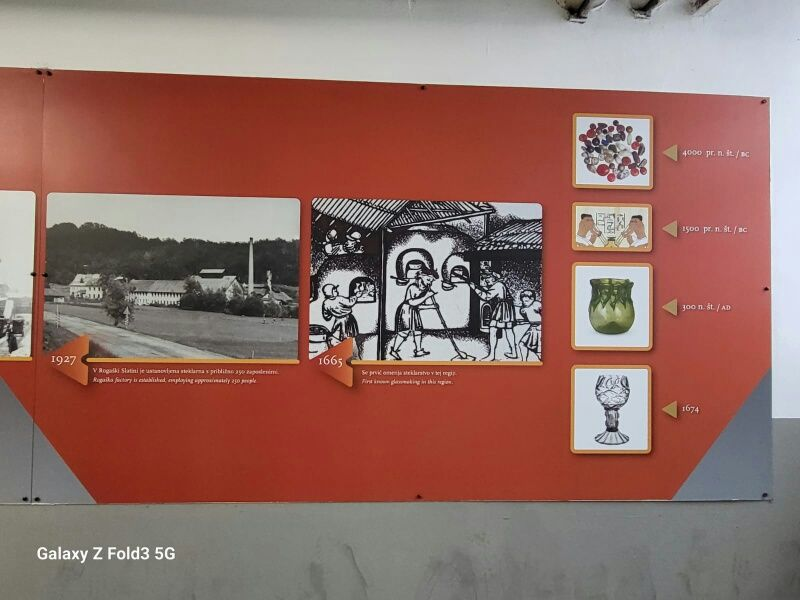 4000 pr. n. št. / BC
1500 pr. n. št. / BC
300 n. št. / AD
1674
1927
V Rogaški Slatini je ustanovljena steklarna s približno 250 zaposlenimi.
Rogaška factory is established, employing approximately 250 people.
1665
Se prvič omenja steklarstvo v tej regiji.
First known glassmaking in this region.
Galaxy Z Fold3 5G